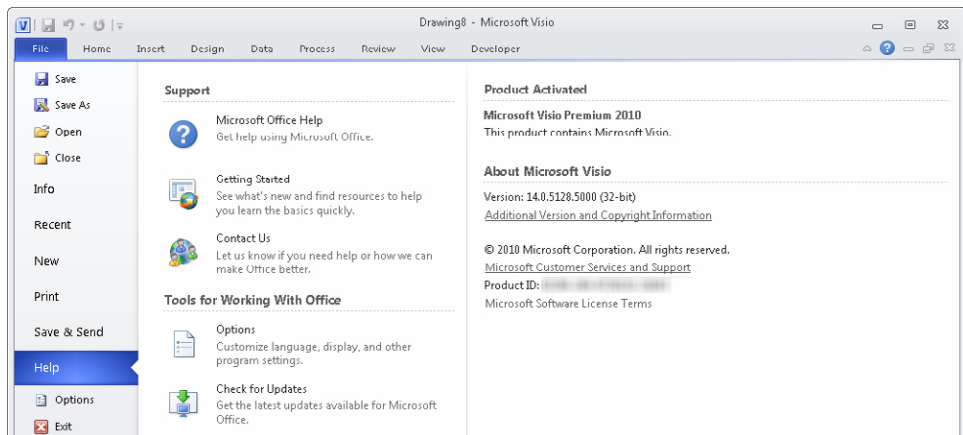 Drawing8 - Microsoft Visio
File Home Insert Design Data Process Review View Developer
Save
Save As
Open
Close
Info
Recent
New
Print
Save & Send
Help
Options
Exit
Support
Microsoft Office Help
Get help using Microsoft Office.
Getting Started
See what's new and find resources to help
you learn the basics quickly.
Contact Us
Let us know if you need help or how we can
make Office better.
Tools for Working With Office
Options
Customize language, display, and other
program settings.
Check for Updates
Get the latest updates available for Microsoft
Office.
Product Activated
Microsoft Visio Premium 2010
This product contains Microsoft Visio.
About Microsoft Visio
Version: 14.0.5128.5000 (32-bit)
Additional Version and Copyright Information
© 2010 Microsoft Corporation. All rights reserved.
Microsoft Customer Services and Support
Product ID:
Microsoft Software License Terms